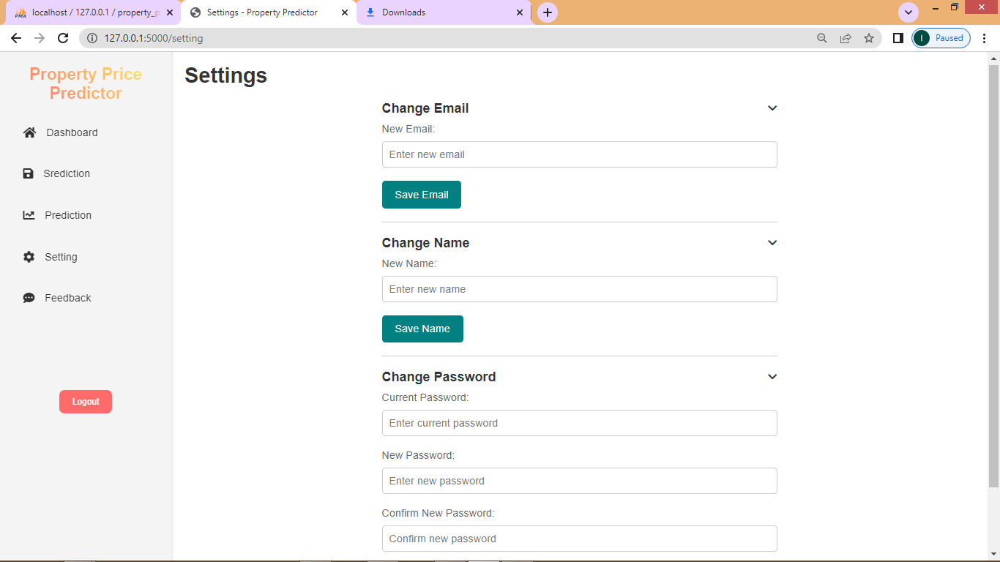 localhost / 127.0.0.1 / property_p
Settings - Property Predictor
Downloads
127.0.0.1:5000/setting
I
Paused
Property Price
Predictor
Dashboard
Srediction
Prediction
Setting
Feedback
Logout
Settings
Change Email
New Email:
Enter new email
Save Email
Change Name
New Name:
Enter new name
Save Name
Change Password
Current Password:
Enter current password
New Password:
Enter new password
Confirm New Password:
Confirm new password